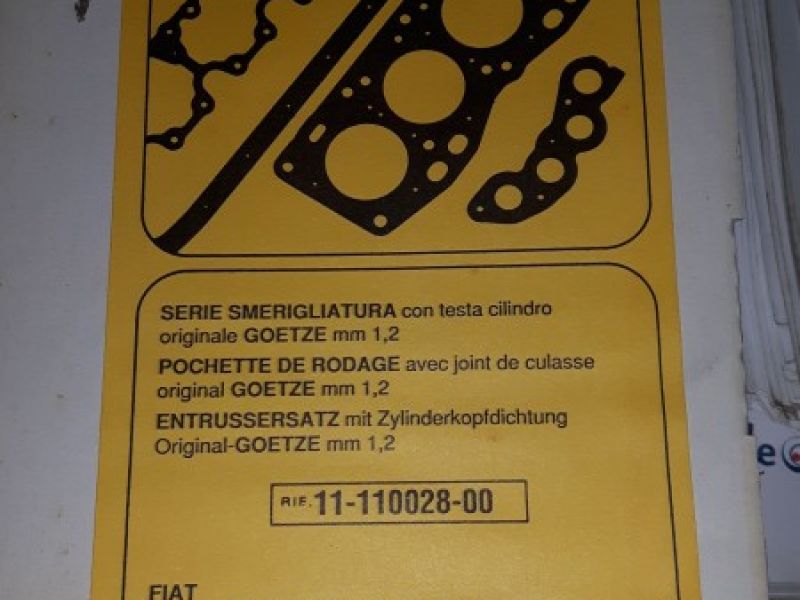 SERIE SMERIGLIATURA con testa cilindro
originale GOETZE mm 1,2
POCHETTE DE RODAGE avec joint de culasse
original GOETZE mm 1,2
ENTRUSSERSATZ mit Zylinderkopfdichtung
Original-GOETZE mm 1,2
RIF. 11-110028-00
FIAT